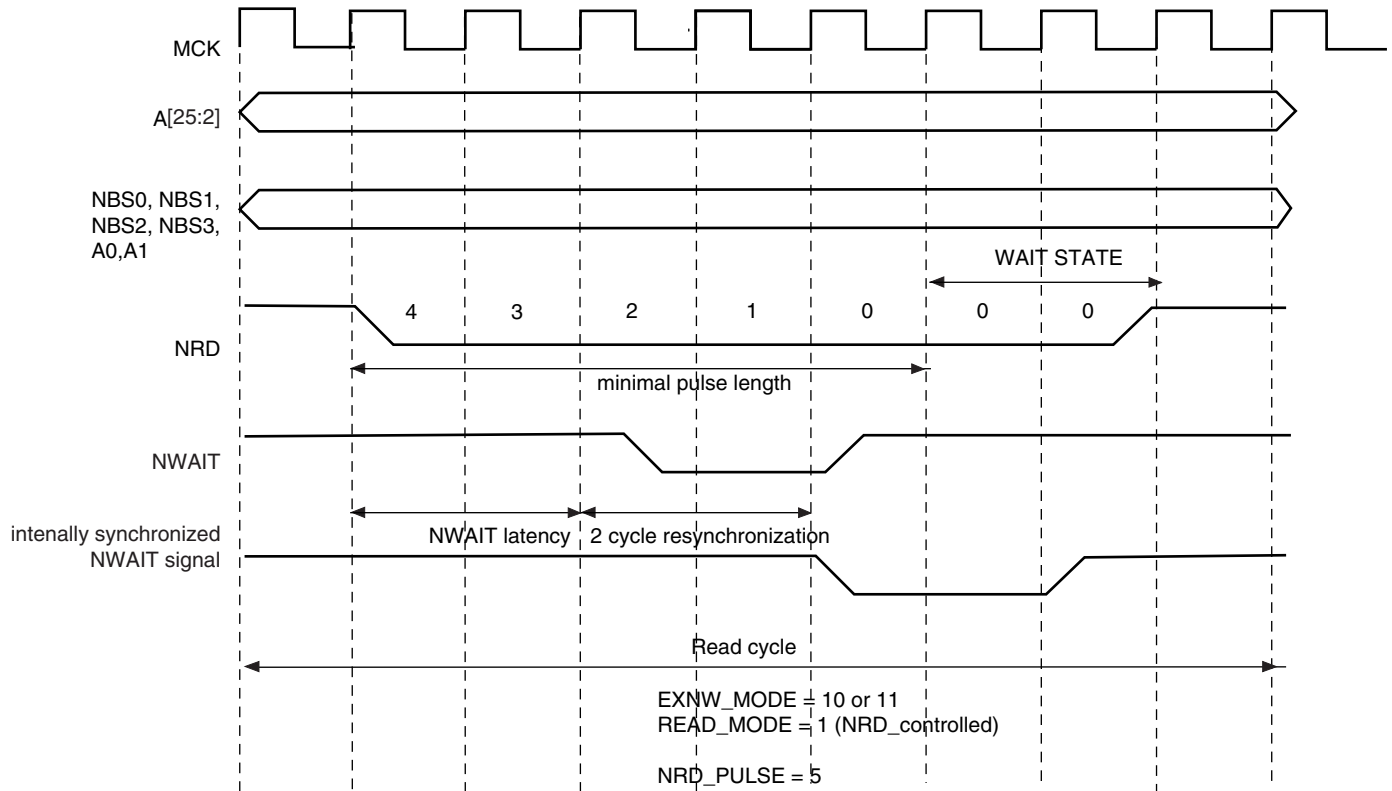 MCK
A[25:2]
NBS0, NBS1,
NBS2, NBS3,
A0,A1
WAIT STATE
4 3 2 1 0 0 0
NRD
minimal pulse length
NWAIT
NWAIT latency 2 cycle resynchronization
intenally synchronized
NWAIT signal
Read cycle
EXNW_MODE = 10 or 11
READ_MODE = 1 (NRD_controlled)
NRD_PULSE = 5